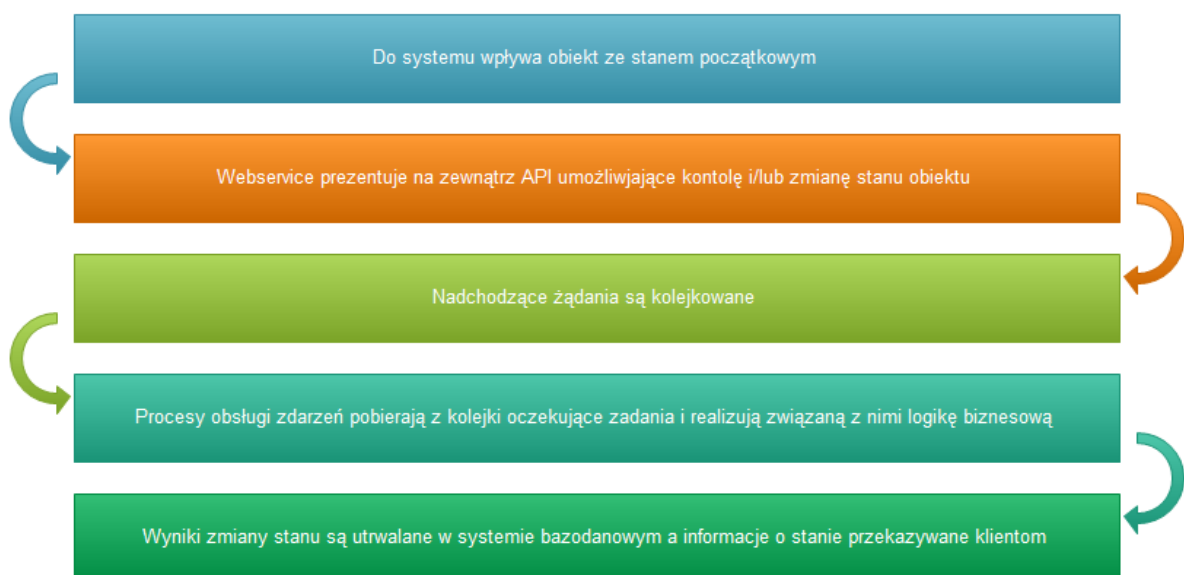 Do systemu wpływa obiekt ze stanem początkowym
Webservice prezentuje na zewnątrz API umożliwjające kontolę i/lub zmianę stanu obiektu
Nadchodzące żądania są kolejkowane
Procesy obsługi zdarzeń pobierają z kolejki oczekujące zadania i realizują związaną z nimi logikę biznesową
Wyniki zmiany stanu są utrwalane w systemie bazodanowym a informacje o stanie przekazywane klientom